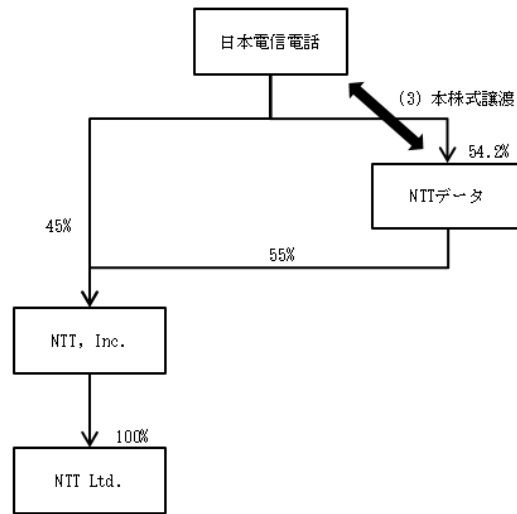 日本電信電話
(3) 本株式譲渡
54.2%
NTTデータ
45%
55%
NTT, Inc.
100%
NTT Ltd.